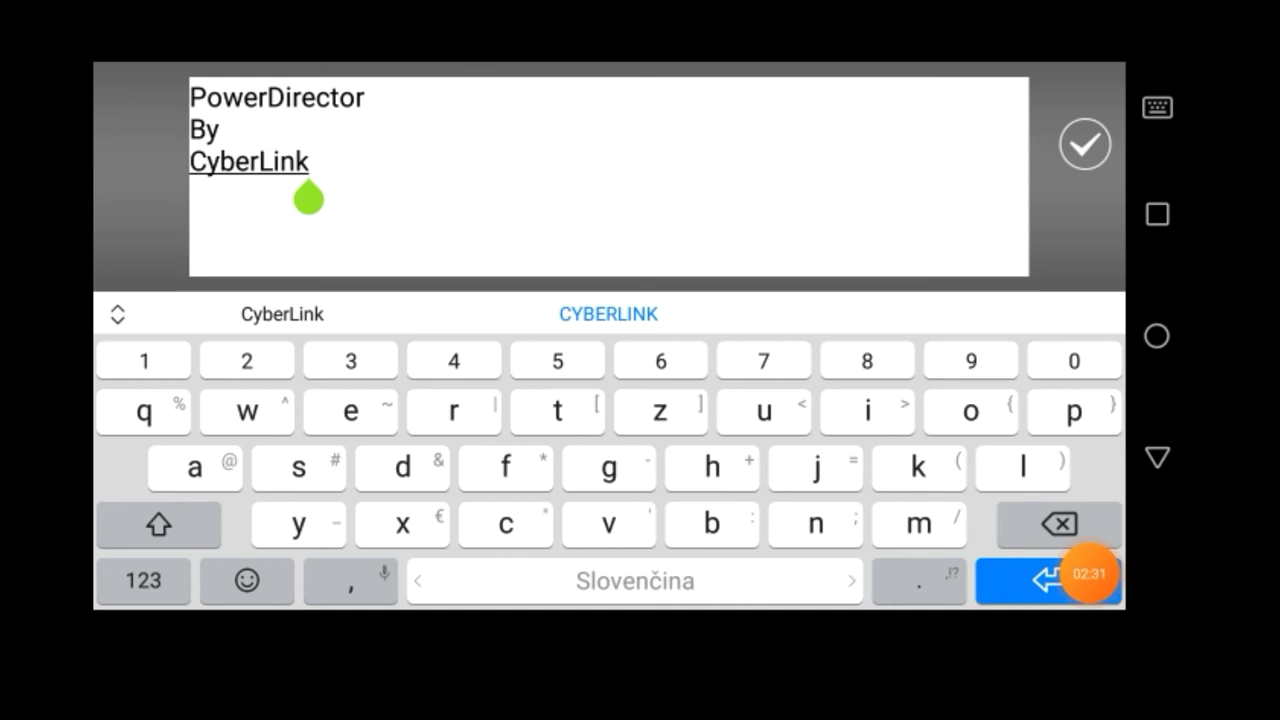 PowerDirector
By
CyberLink
CyberLink CYBERLINK
1 2 3 4 5 6 7 8 9 0
q % w ^ e ~ r | t [ z ] u < i > o { p }
a @ s # d & f * g - h + j = k ( l )
y _ x € c " v ' b : n ; m /
123 , Slovenčina . ,!? 02:31